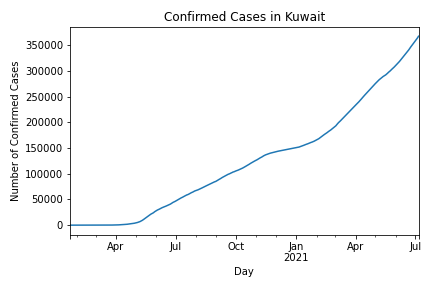 Confirmed Cases in Kuwait
Number of Confirmed Cases
350000
300000
250000
200000
150000
100000
50000
0
Apr Jul Oct Jan Apr Jul
2021
Day